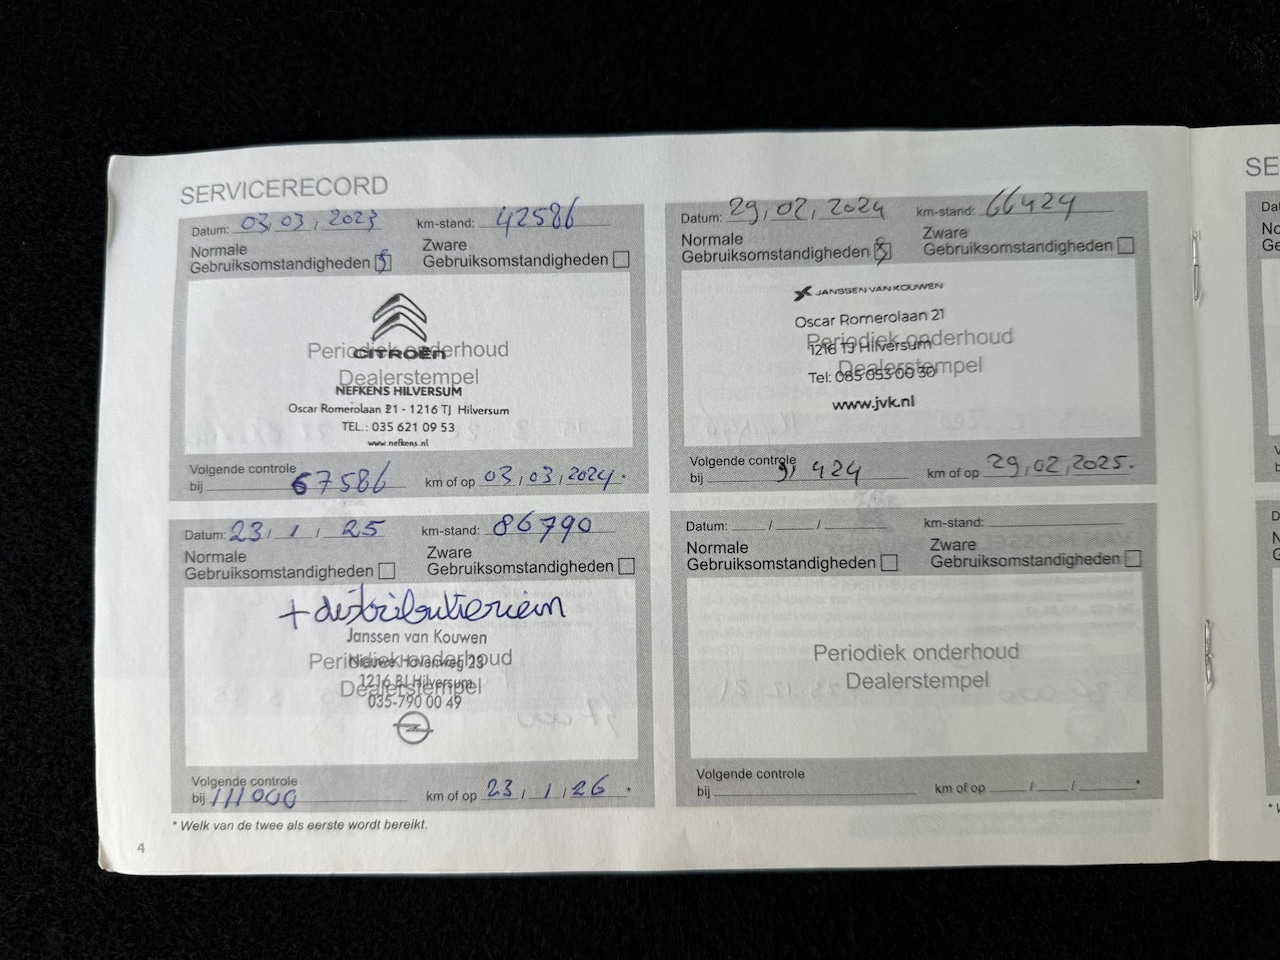 SERVICERECORD
Datum: 03, 03, 2023 km-stand: 42586
Normale Gebruiksomstandigheden Zware Gebruiksomstandigheden
CITROËN
Periodiek onderhoud
Dealerstempel
NEFKENS HILVERSUM
Oscar Romerolaan 21 - 1216 TJ Hilversum
TEL.: 035 621 09 53
www.nefkens.nl
Volgende controle
bij 67586 km of op 03, 03, 2024 *
Datum: 29, 02, 2024 km-stand: 66424
Normale Gebruiksomstandigheden Zware Gebruiksomstandigheden
JANSSEN VAN KOUWEN
Oscar Romerolaan 21
Periodiek onderhoud
1216 TJ Hilversum
Dealerstempel
Tel: 085 053 00 30
www.jvk.nl
Volgende controle
bij 91 424 km of op 29, 02, 2025.
Datum: 23 / 1 / 25 km-stand: 86790
Normale Gebruiksomstandigheden Zware Gebruiksomstandigheden
+ distributieriem
Janssen van Kouwen
Periodiek onderhoud
Nieuwe Havenweg 23
Dealerstempel
1216 BJ Hilversum
035-790 00 49
Volgende controle
bij 111000 km of op 23 / 1 / 26 *
Datum: / / km-stand:
Normale Gebruiksomstandigheden Zware Gebruiksomstandigheden
Periodiek onderhoud
Dealerstempel
Volgende controle
bij km of op / / *
* Welk van de twee als eerste wordt bereikt.
4
SE